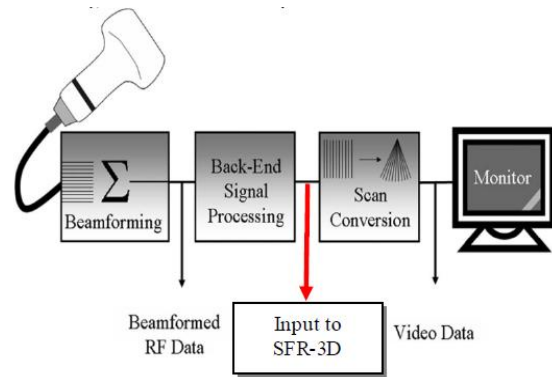 Σ
Beamforming
Back-End
Signal
Processing
Scan
Conversion
Monitor
Beamformed
RF Data
Input to
SFR-3D
Video Data